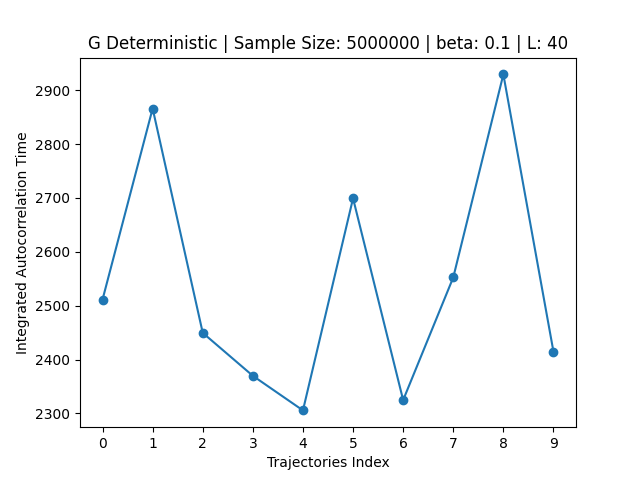 G Deterministic | Sample Size: 5000000 | beta: 0.1 | L: 40
Integrated Autocorrelation Time
2900
2800
2700
2600
2500
2400
2300
0 1 2 3 4 5 6 7 8 9
Trajectories Index